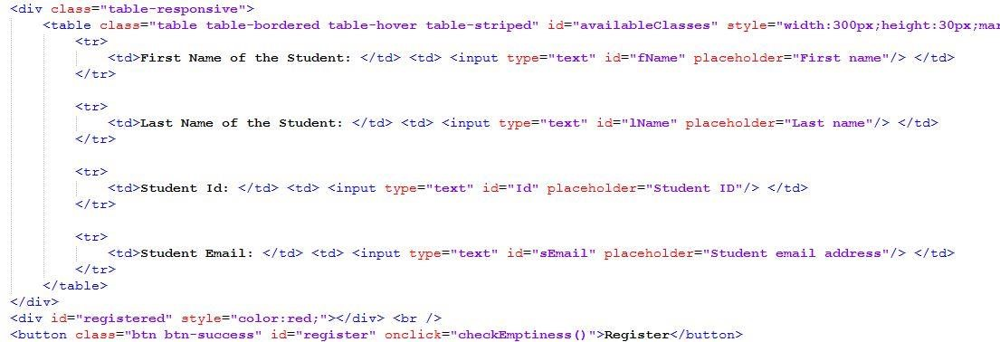 <div class="table-responsive">
<table class="table table-bordered table-hover table-striped" id="availableClasses" style="width:300px;height:30px;mar
<tr>
<td>First Name of the Student: </td> <td> <input type="text" id="fName" placeholder="First name"/> </td>
</tr>
<tr>
<td>Last Name of the Student: </td> <td> <input type="text" id="lName" placeholder="Last name"/> </td>
</tr>
<tr>
<td>Student Id: </td> <td> <input type="text" id="Id" placeholder="Student ID"/> </td>
</tr>
<tr>
<td>Student Email: </td> <td> <input type="text" id="sEmail" placeholder="Student email address"/> </td>
</tr>
</table>
</div>
<div id="registered" style="color:red;"></div> <br />
<button class="btn btn-success" id="register" onclick="checkEmptiness()">Register</button>